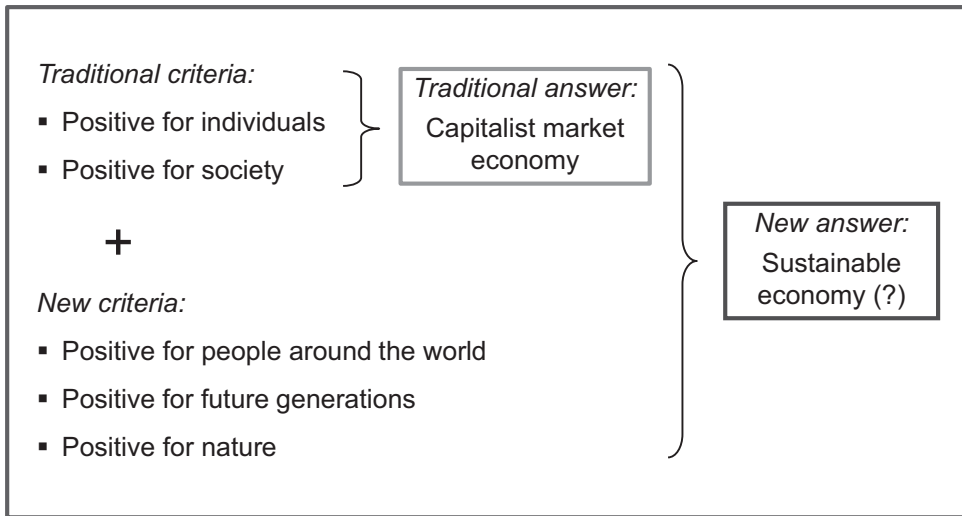 Traditional criteria:
▪ Positive for individuals
▪ Positive for society
Traditional answer:
Capitalist market
economy
+
New criteria:
▪ Positive for people around the world
▪ Positive for future generations
▪ Positive for nature
New answer:
Sustainable
economy (?)